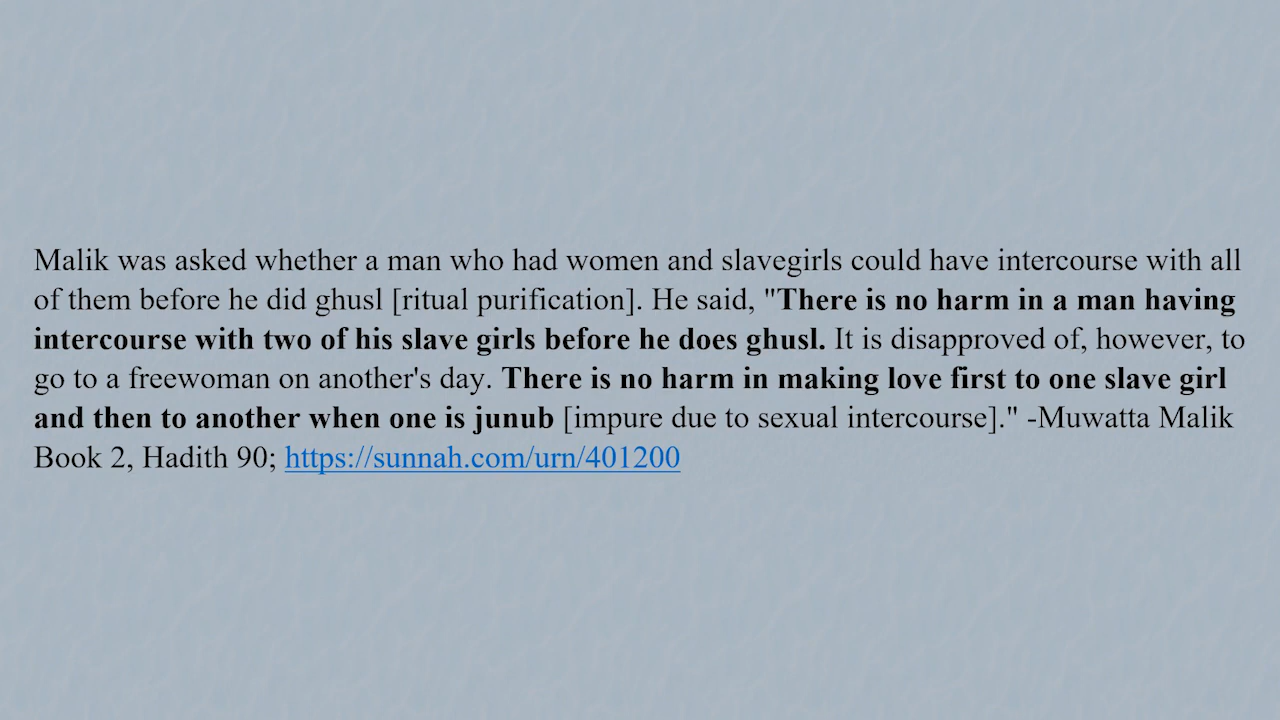 Malik was asked whether a man who had women and slavegirls could have intercourse with all
of them before he did ghusl [ritual purification]. He said, "There is no harm in a man having
intercourse with two of his slave girls before he does ghusl. It is disapproved of, however, to
go to a freewoman on another's day. There is no harm in making love first to one slave girl
and then to another when one is junub [impure due to sexual intercourse]." -Muwatta Malik
Book 2, Hadith 90; https://sunnah.com/urn/401200